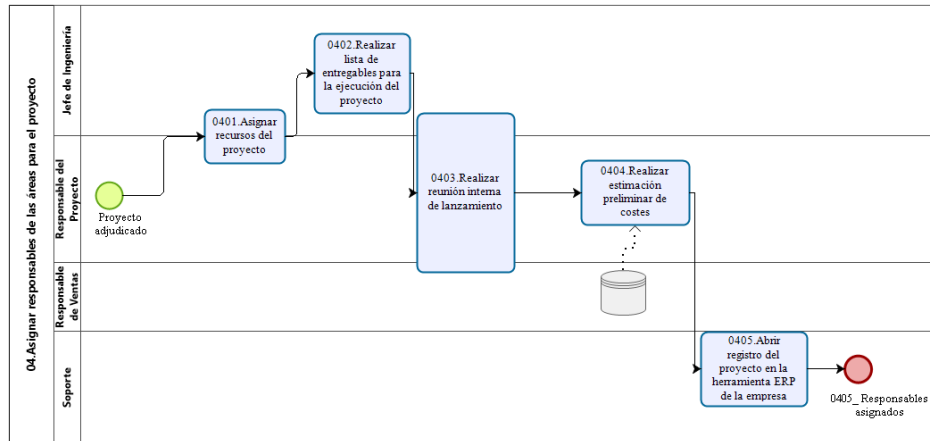 04.Asignar responsables de las áreas para el proyecto
Jefe de Ingeniería
0402.Realizar
lista de
entregables para
la ejecución del
proyecto
0401.Asignar
recursos del
proyecto
Responsable del
Proyecto
Proyecto
adjudicado
0403.Realizar
reunión interna
de lanzamiento
0404.Realizar
estimación
preliminar de
costes
Responsable
de Ventas
Soporte
0405.Abrir
registro del
proyecto en la
herramienta ERP
de la empresa
0405_ Responsables
asignados